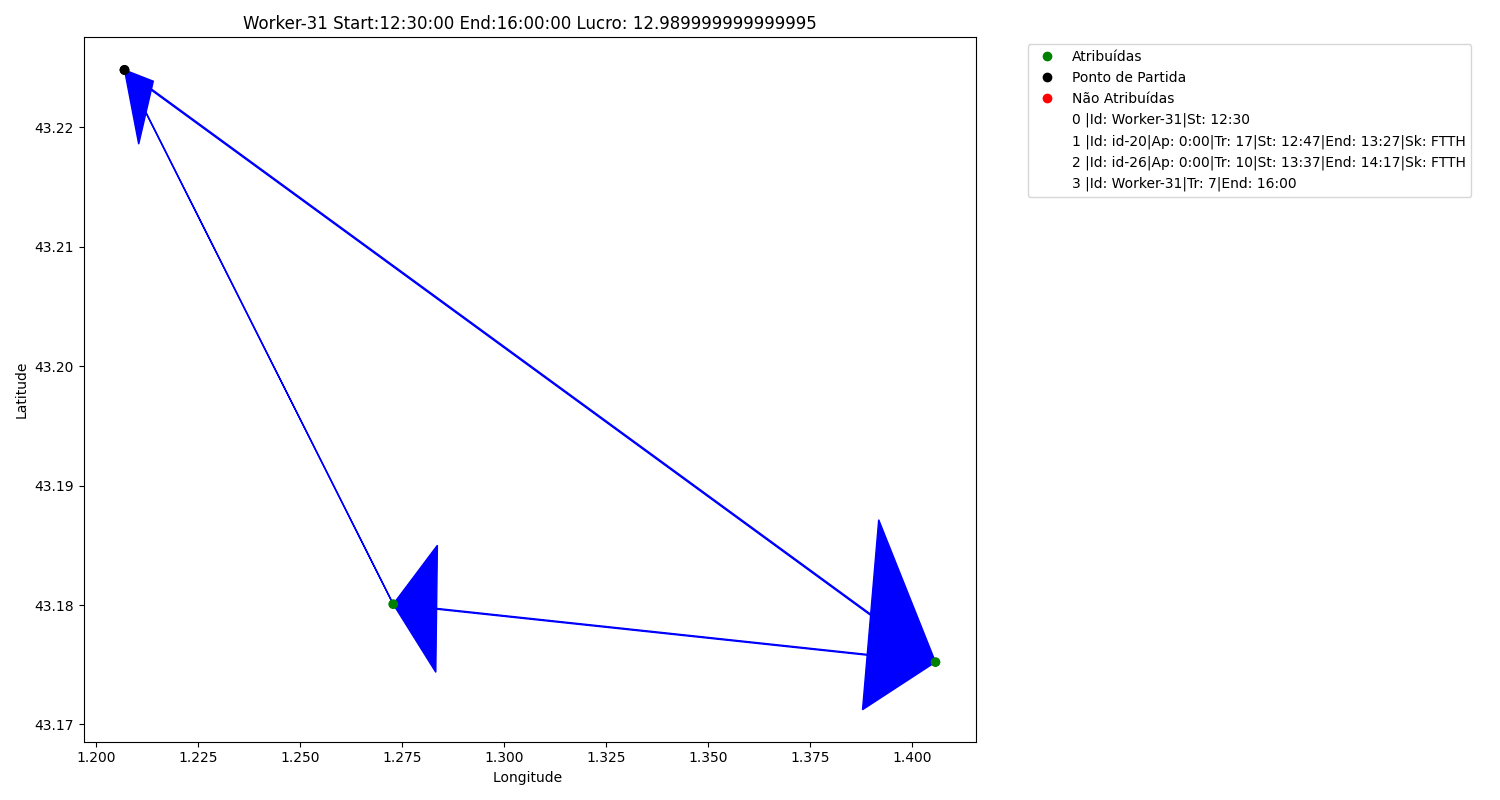 Worker-31 Start:12:30:00 End:16:00:00 Lucro: 12.989999999999995
Atribuídas
Ponto de Partida
Não Atribuídas
0 |Id: Worker-31|St: 12:30
1 |Id: id-20|Ap: 0:00|Tr: 17|St: 12:47|End: 13:27|Sk: FTTH
2 |Id: id-26|Ap: 0:00|Tr: 10|St: 13:37|End: 14:17|Sk: FTTH
3 |Id: Worker-31|Tr: 7|End: 16:00
Latitude
43.22
43.21
43.20
43.19
43.18
43.17
1.200 1.225 1.250 1.275 1.300 1.325 1.350 1.375 1.400
Longitude